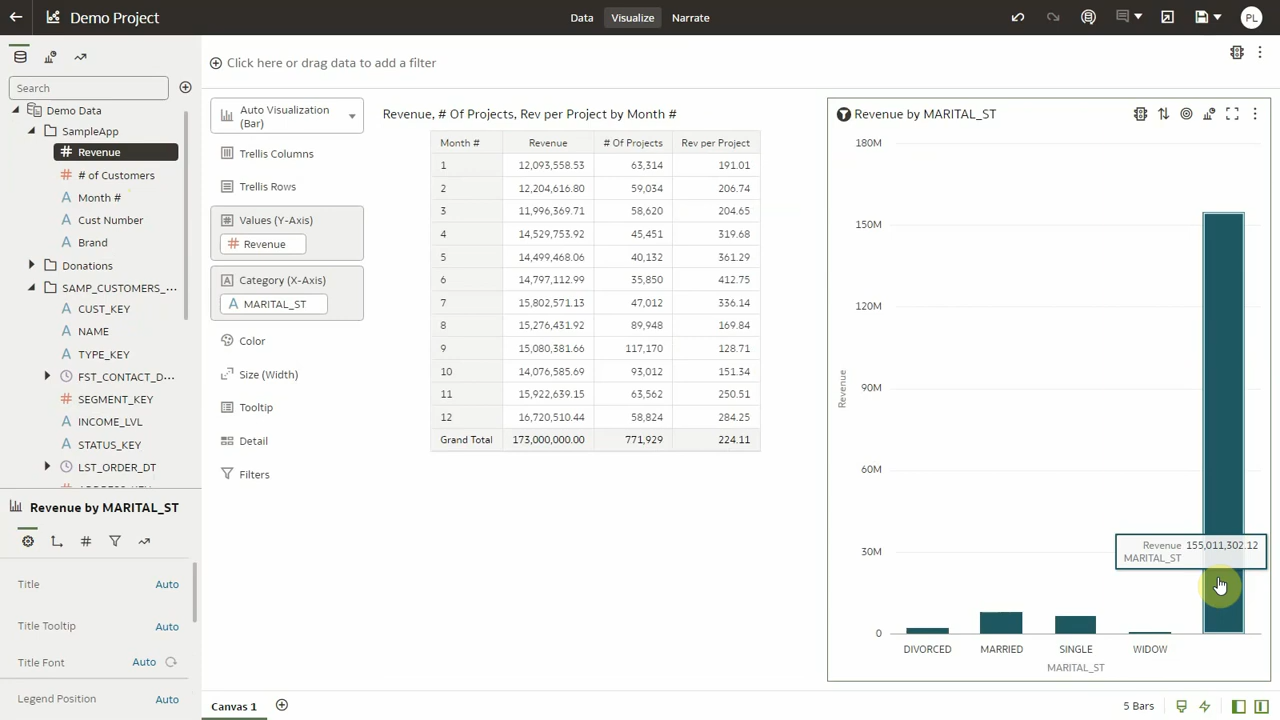 Demo Project
Data Visualize Narrate
PL
Click here or drag data to add a filter
Search
Demo Data
SampleApp
Revenue
# of Customers
Month #
Cust Number
Brand
Donations
SAMP_CUSTOMERS_...
CUST_KEY
NAME
TYPE_KEY
FST_CONTACT_D...
SEGMENT_KEY
INCOME_LVL
STATUS_KEY
LST_ORDER_DT
Revenue by MARITAL_ST
Title Auto
Title Tooltip Auto
Title Font Auto
Legend Position Auto
Auto Visualization
(Bar)
Trellis Columns
Trellis Rows
Values (Y-Axis)
# Revenue
Category (X-Axis)
A MARITAL_ST
Color
Size (Width)
Tooltip
Detail
Filters
Revenue, # Of Projects, Rev per Project by Month #
Month # Revenue # Of Projects Rev per Project
1 12,093,558.53 63,314 191.01
2 12,204,616.80 59,034 206.74
3 11,996,369.71 58,620 204.65
4 14,529,753.92 45,451 319.68
5 14,499,468.06 40,132 361.29
6 14,797,112.99 35,850 412.75
7 15,802,571.13 47,012 336.14
8 15,276,431.92 89,948 169.84
9 15,080,381.66 117,170 128.71
10 14,076,585.69 93,012 151.34
11 15,922,639.15 63,562 250.51
12 16,720,510.44 58,824 284.25
Grand Total 173,000,000.00 771,929 224.11
Revenue by MARITAL_ST
180M
150M
120M
90M
60M
30M
0
Revenue
Revenue 155,011,302.12
MARITAL_ST
DIVORCED MARRIED SINGLE WIDOW
MARITAL_ST
Canvas 1
5 Bars